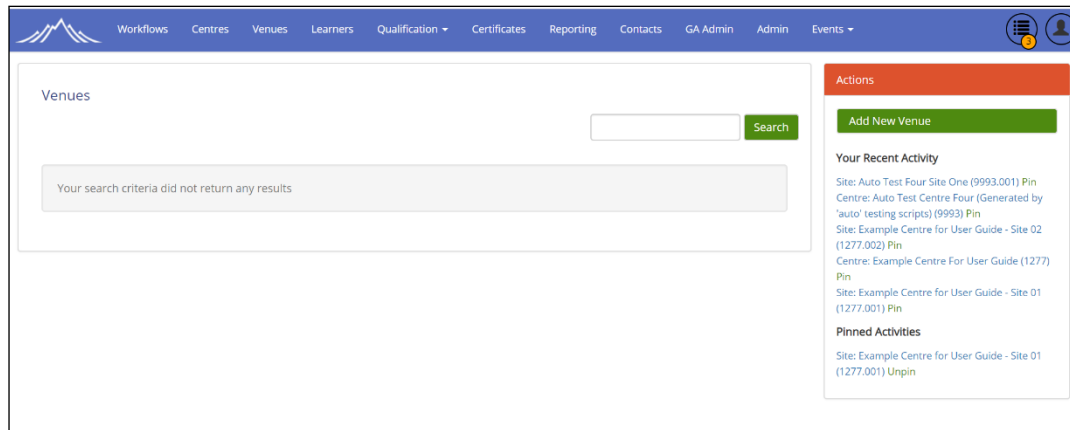 Workflows Centres Venues Learners Qualification Certificates Reporting Contacts GA Admin Admin Events
3
Venues
Search
Your search criteria did not return any results
Actions
Add New Venue
Your Recent Activity
Site: Auto Test Four Site One (9993.001) Pin
Centre: Auto Test Centre Four (Generated by
'auto' testing scripts) (9993) Pin
Site: Example Centre for User Guide - Site 02
(1277.002) Pin
Centre: Example Centre For User Guide (1277)
Pin
Site: Example Centre for User Guide - Site 01
(1277.001) Pin
Pinned Activities
Site: Example Centre for User Guide - Site 01
(1277.001) Unpin